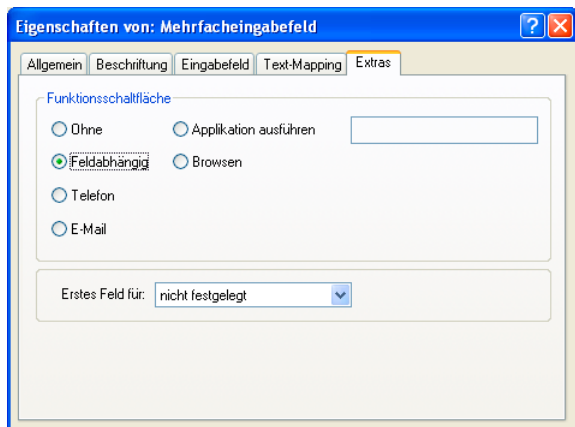 Eigenschaften von: Mehrfacheingabefeld
Allgemein Beschriftung Eingabefeld Text-Mapping Extras
Funktionsschaltfläche
Ohne Applikation ausführen
Feldabhängig Browsen
Telefon
E-Mail
Erstes Feld für: nicht festgelegt